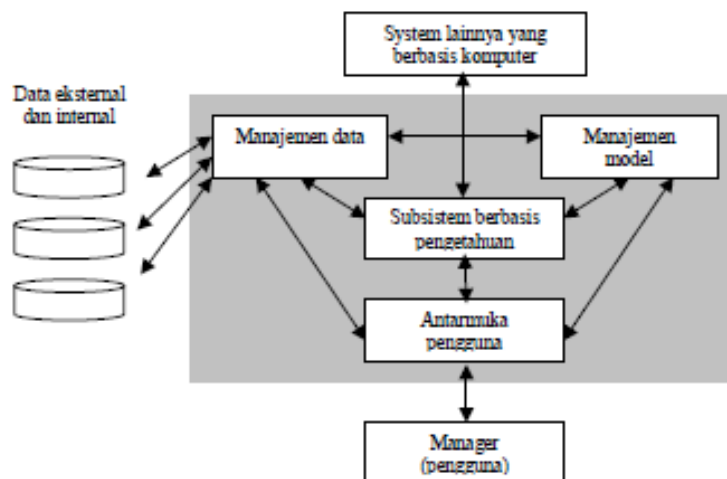 System lainnya yang
berbasis komputer
Data eksternal
dan internal
Manajemen data
Manajemen
model
Subsistem berbasis
pengetahuan
Antarmuka
pengguna
Manager
(pengguna)